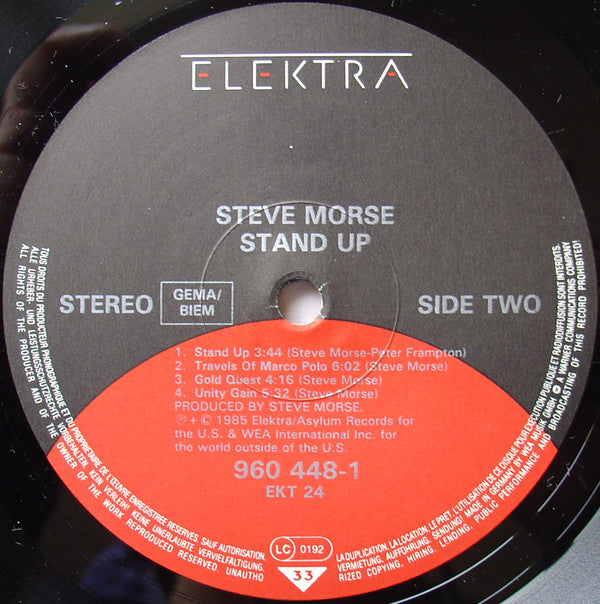 ELEKTRA
STEVE MORSE
STAND UP
STEREO
GEMA/
BIEM
SIDE TWO
1. Stand Up 3:44 (Steve Morse-Peter Frampton)
2. Travels Of Marco Polo 6:02 (Steve Morse)
3. Gold Quest 4:16 (Steve Morse)
4. Unity Gain 5:32 (Steve Morse)
PRODUCED BY STEVE MORSE.
℗+© 1985 Elektra/Asylum Records for
the U.S. & WEA International Inc. for
the world outside of the U.S.
960 448-1
EKT 24
LC 0192
33
TOUS DROITS DU PRODUCTEUR PHONOGRAPHIQUE ET DU PROPRIETAIRE DE L'ŒUVRE ENREGISTREE RESERVES. SAUF AUTORISATION, LA DUPLICATION, LA LOCATION, LE PRET, L'UTILISATION DE CE DISQUE POUR EXECUTION PUBLIQUE ET RADIODIFFUSION SONT INTERDITS.
ALLE URHEBER- UND LEISTUNGSSCHUTZRECHTE VORBEHALTEN. KEIN VERLEIH! KEINE UNERLAUBTE VERVIELFÄLTIGUNG, VERMIETUNG, AUFFÜHRUNG, SENDUNG! MADE IN GERMANY BY WEA MUSIK GMBH A WARNER COMMUNICATIONS COMPANY
ALL RIGHTS OF THE PRODUCER AND OF THE OWNER OF THE WORK REPRODUCED RESERVED. UNAUTHORIZED COPYING, HIRING, LENDING, PUBLIC PERFORMANCE AND BROADCASTING OF THIS RECORD PROHIBITED!